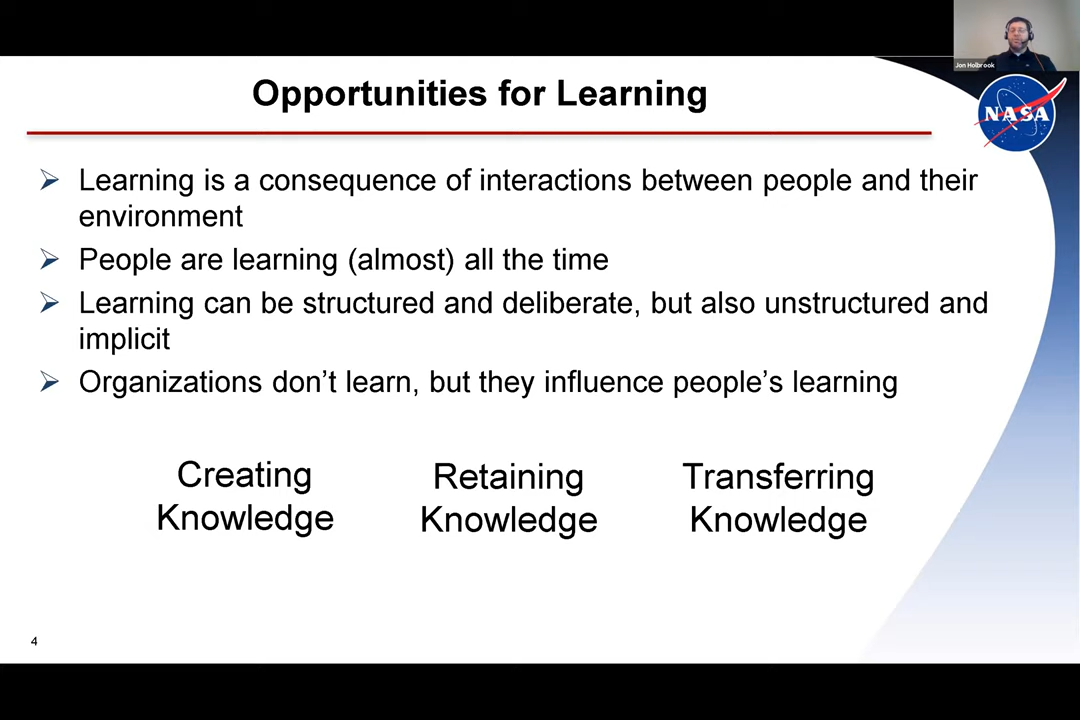 Jon Holbrook
Opportunities for Learning
NASA
➢ Learning is a consequence of interactions between people and their
environment
➢ People are learning (almost) all the time
➢ Learning can be structured and deliberate, but also unstructured and
implicit
➢ Organizations don’t learn, but they influence people’s learning
Creating
Knowledge
Retaining
Knowledge
Transferring
Knowledge
4